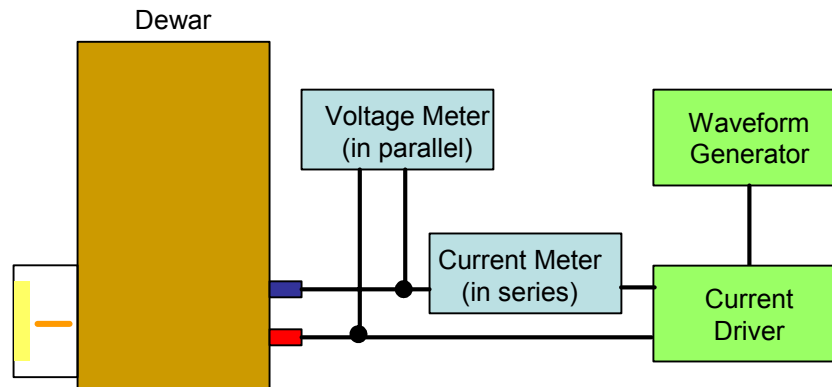 Dewar
Voltage Meter
(in parallel)
Waveform
Generator
Current Meter
(in series)
Current
Driver